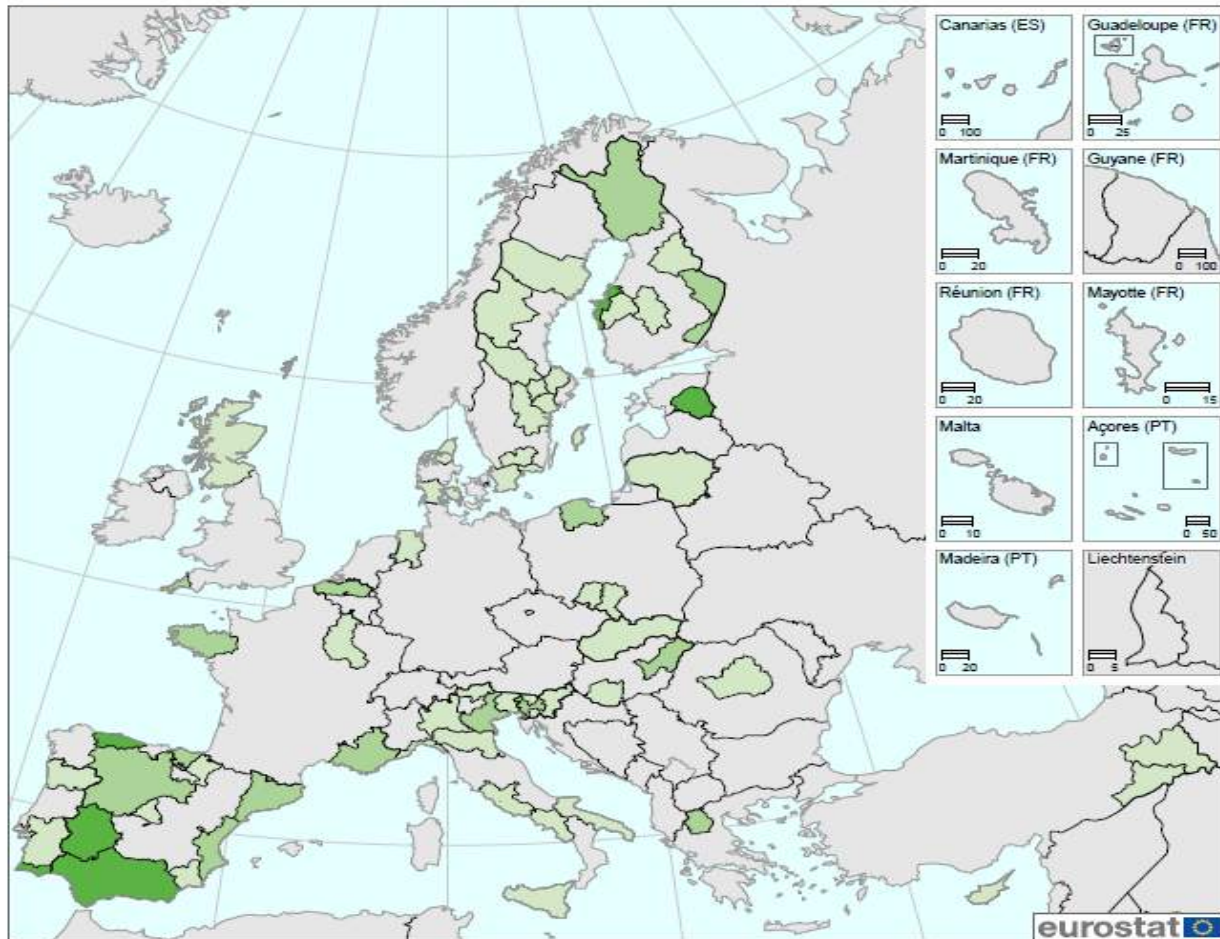 Canarias (ES)
0 100
Guadeloupe (FR)
0 25
Martinique (FR)
0 20
Guyane (FR)
0 100
Réunion (FR)
0 20
Mayotte (FR)
0 15
Malta
0 10
Açores (PT)
0 50
Madeira (PT)
0 20
Liechtenstein
0 5
eurostat